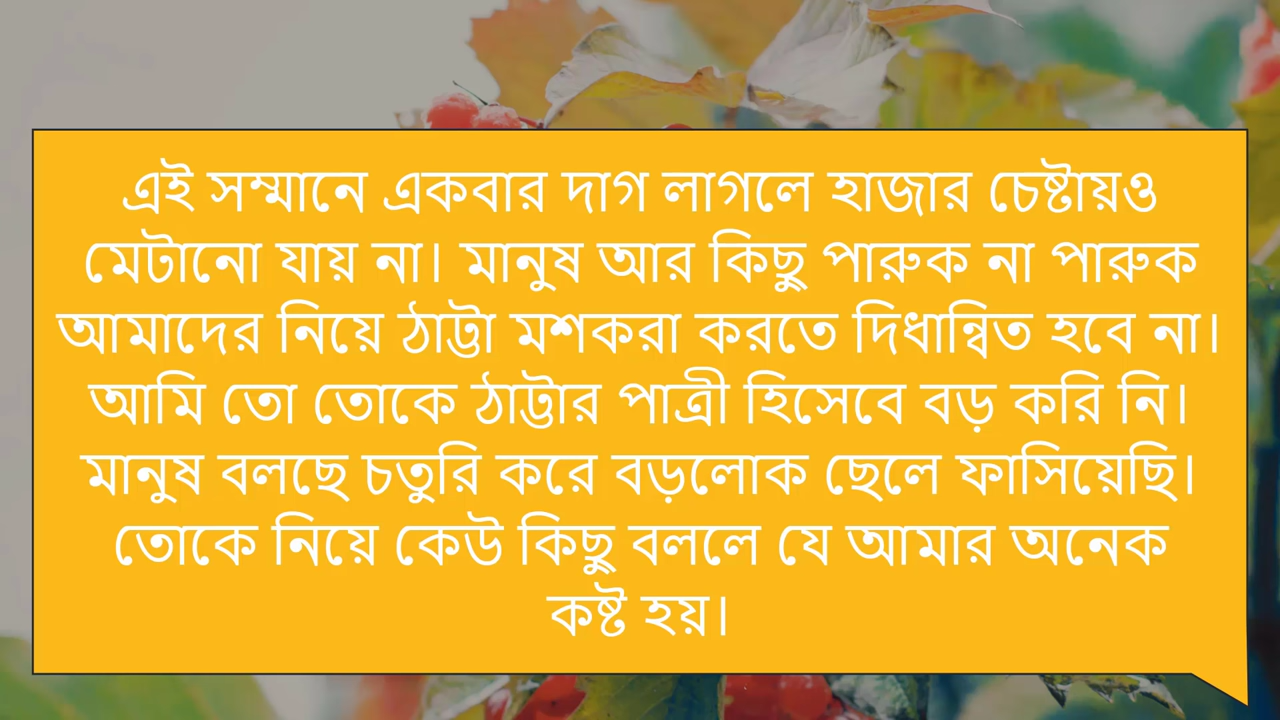 এই সম্মানে একবার দাগ লাগলে হাজার চেষ্টায়ও
মেটানো যায় না। মানুষ আর কিছু পারুক না পারুক
আমাদের নিয়ে ঠাট্টা মশকরা করতে দিধান্বিত হবে না।
আমি তো তোকে ঠাট্টার পাত্রী হিসেবে বড় করি নি।
মানুষ বলছে চতুরি করে বড়লোক ছেলে ফাসিয়েছি।
তোকে নিয়ে কেউ কিছু বললে যে আমার অনেক
কষ্ট হয়।